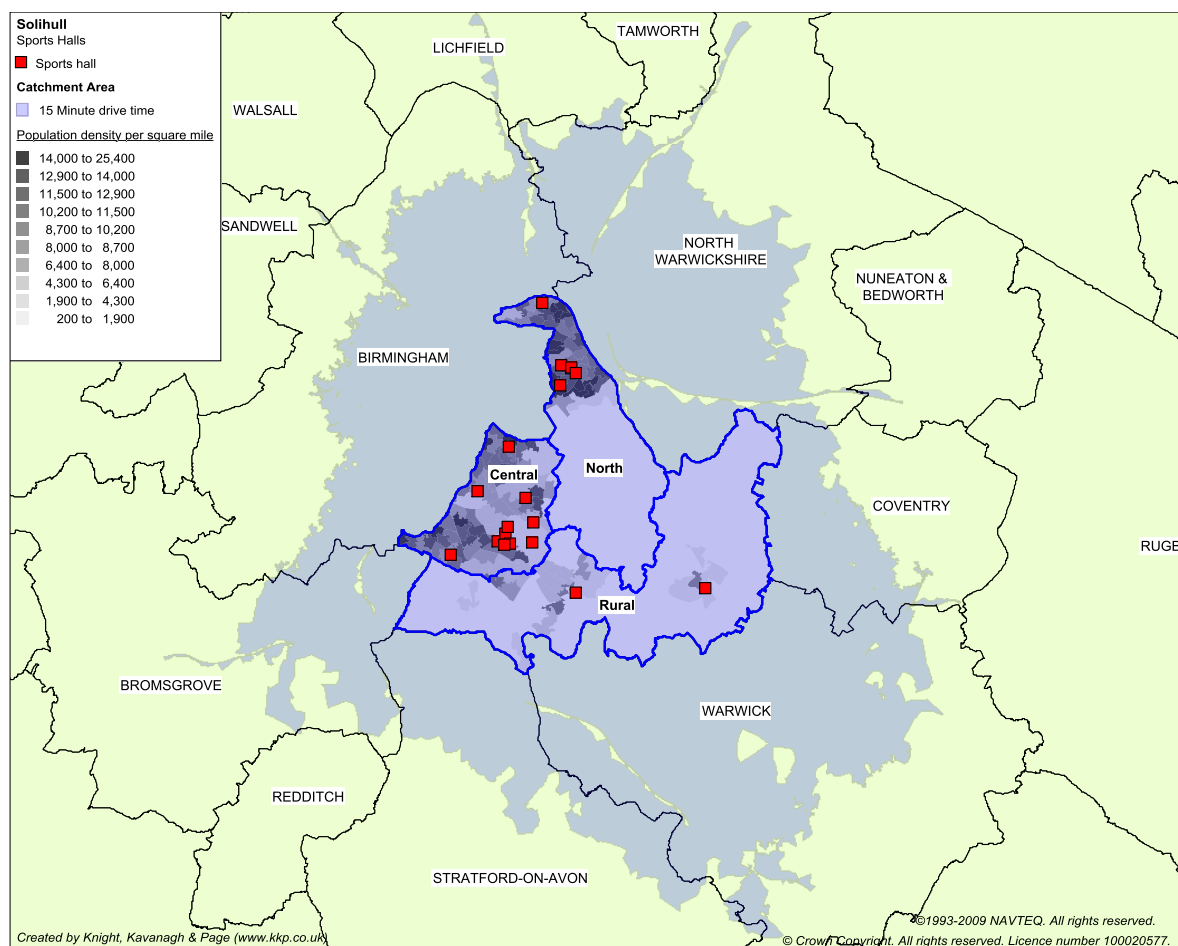 Solihull
Sports Halls
Sports hall
Catchment Area
15 Minute drive time
Population density per square mile
14,000 to 25,400
12,900 to 14,000
11,500 to 12,900
10,200 to 11,500
8,700 to 10,200
8,000 to 8,700
6,400 to 8,000
4,300 to 6,400
1,900 to 4,300
200 to 1,900
TAMWORTH
LICHFIELD
WALSALL
SANDWELL
NORTH
WARWICKSHIRE
NUNEATON &
BEDWORTH
BIRMINGHAM
North
Central
COVENTRY
RUGB
Rural
BROMSGROVE
WARWICK
REDDITCH
STRATFORD-ON-AVON
©1993-2009 NAVTEQ. All rights reserved.
Created by Knight, Kavanagh & Page (www.kkp.co.uk)
© Crown Copyright. All rights reserved. Licence number 100020577.